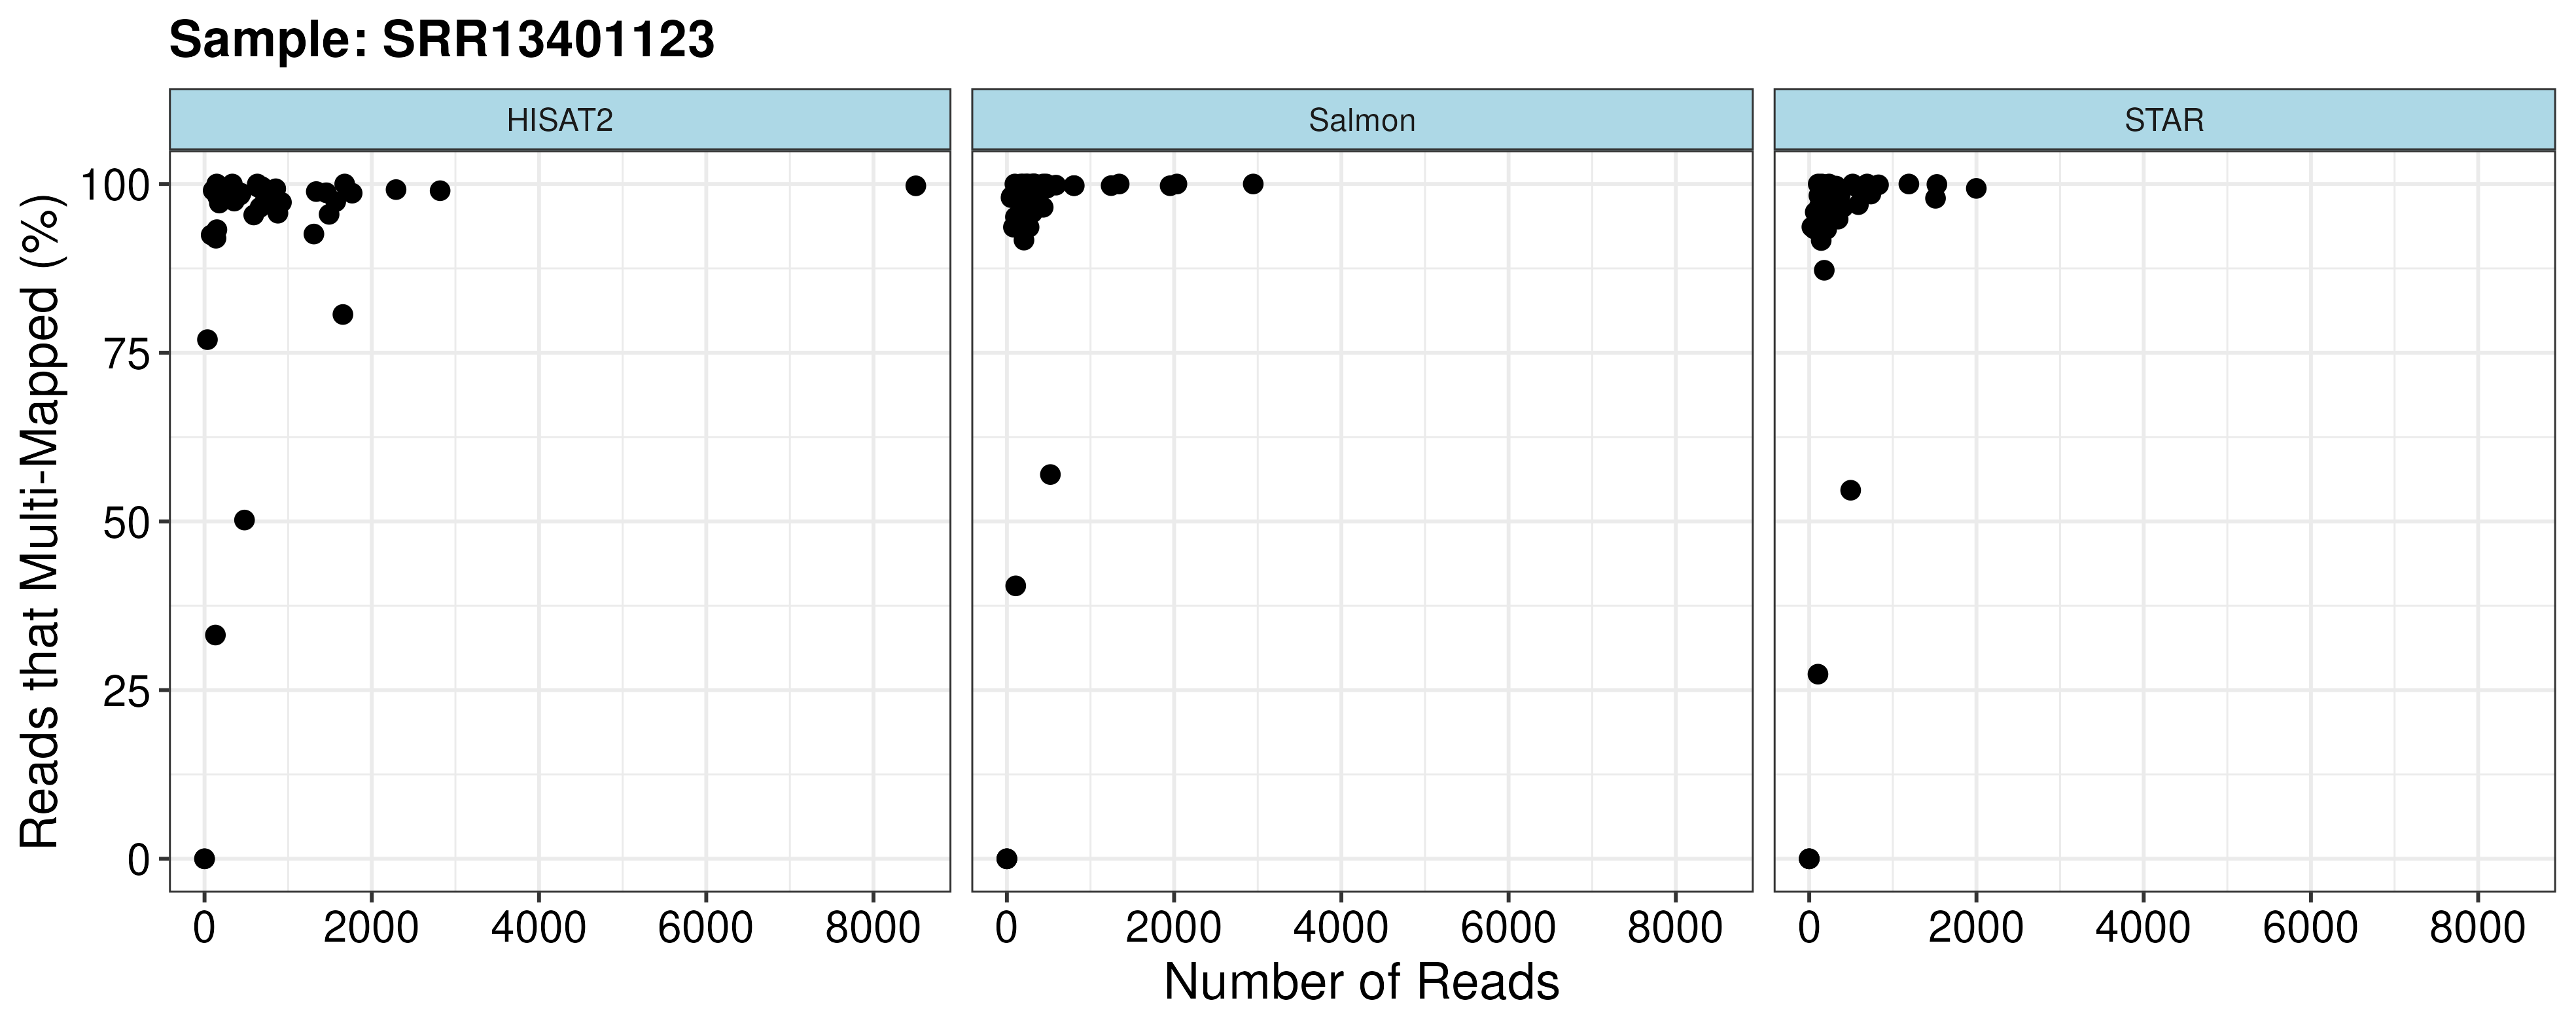 Sample: SRR13401123
HISAT2 Salmon STAR
Reads that Multi-Mapped (%)
100
75
50
25
0
0 2000 4000 6000 8000 0 2000 4000 6000 8000 0 2000 4000 6000 8000
Number of Reads